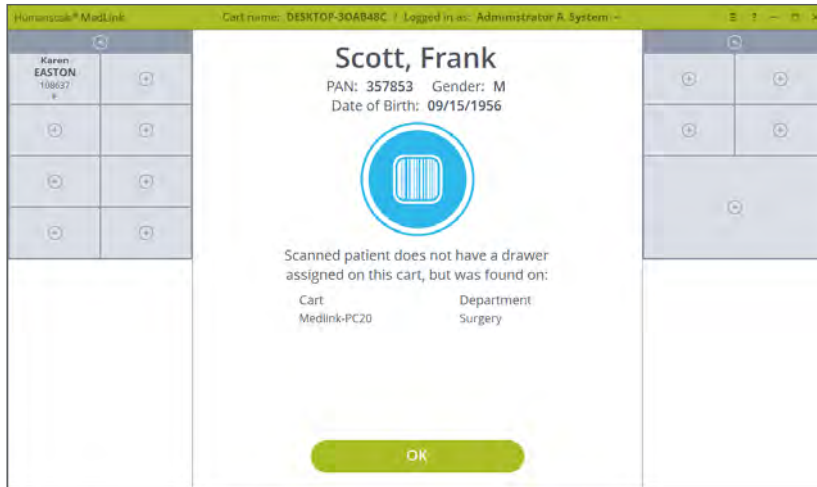 Humanscale® MedLink
Cart name: DESKTOP-3OAB48C / Logged in as: Administrator A. System
Karen
EASTON
108637
F
Scott, Frank
PAN: 357853 Gender: M
Date of Birth: 09/15/1956
Scanned patient does not have a drawer
assigned on this cart, but was found on:
Cart Department
Medlink-PC20 Surgery
OK